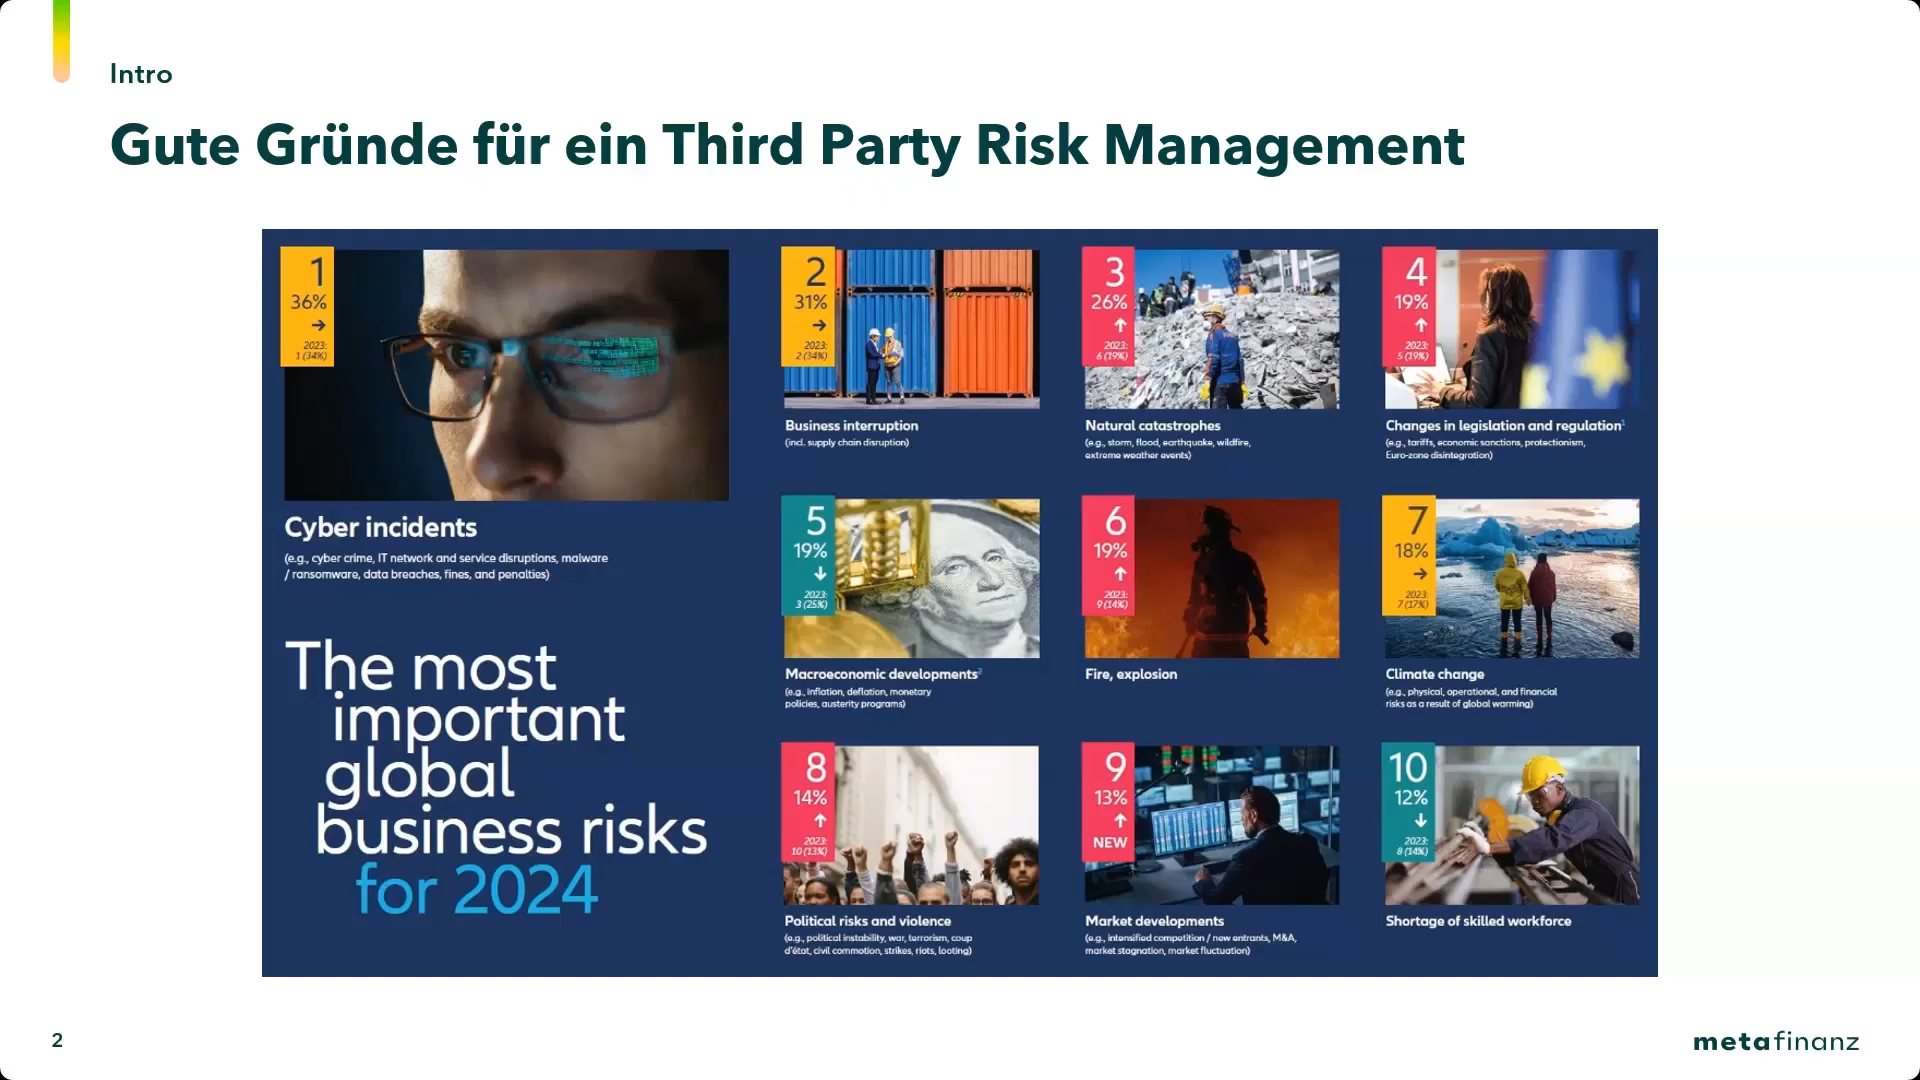 Intro
Gute Gründe für ein Third Party Risk Management
1
36%
→
2023:
1 (34%)
Cyber incidents
(e.g., cyber crime, IT network and service disruptions, malware
/ ransomware, data breaches, fines, and penalties)
The most
important
global
business risks
for 2024
2
31%
→
2023:
2 (34%)
Business interruption
(incl. supply chain disruption)
3
26%
↑
2023:
6 (19%)
Natural catastrophes
(e.g., storm, flood, earthquake, wildfire,
extreme weather events)
4
19%
↑
2023:
5 (19%)
Changes in legislation and regulation¹
(e.g., tariffs, economic sanctions, protectionism,
Euro-zone disintegration)
5
19%
↓
2023:
3 (25%)
Macroeconomic developments²
(e.g., inflation, deflation, monetary
policies, austerity programs)
6
19%
↑
2023:
9 (14%)
Fire, explosion
7
18%
→
2023:
7 (17%)
Climate change
(e.g., physical, operational, and financial
risks as a result of global warming)
8
14%
↑
2023:
10 (13%)
Political risks and violence
(e.g., political instability, war, terrorism, coup
d'état, civil commotion, strikes, riots, looting)
9
13%
↑
NEW
Market developments
(e.g., intensified competition / new entrants, M&A,
market stagnation, market fluctuation)
10
12%
↓
2023:
8 (14%)
Shortage of skilled workforce
2
metafinanz